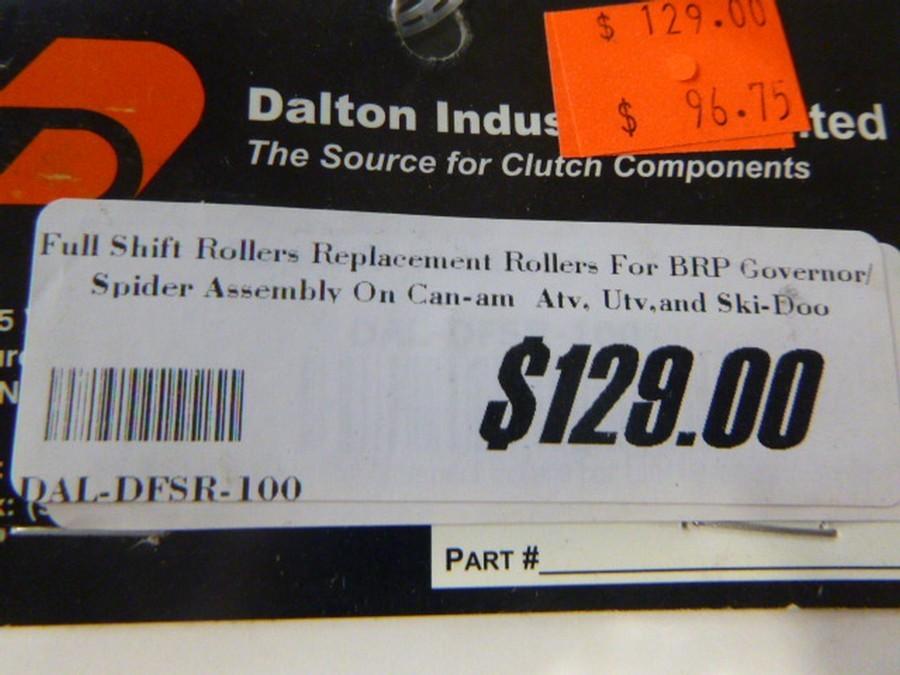 $ 129.00
$ 96.75
Dalton Indus ted
The Source for Clutch Components
Full Shift Rollers Replacement Rollers For BRP Governor/
Spider Assembly On Can-am Atv, Utv,and Ski-Doo
$129.00
DAL-DFSR-100
PART #